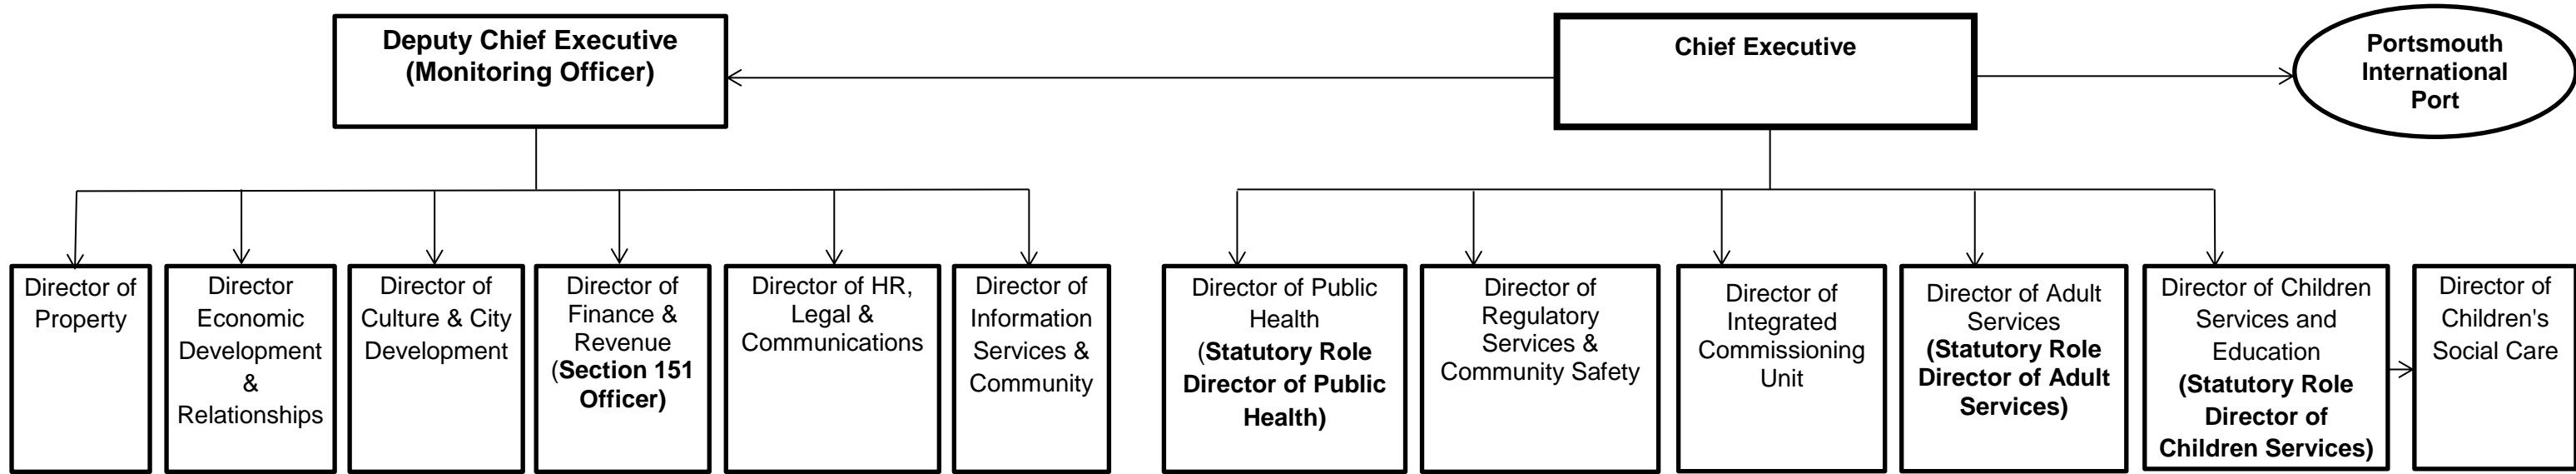 Deputy Chief Executive
(Monitoring Officer)
Chief Executive
Portsmouth
International
Port
Director of
Property
Director
Economic
Development
&
Relationships
Director of
Culture & City
Development
Director of
Finance &
Revenue
(Section 151
Officer)
Director of HR,
Legal &
Communications
Director of
Information
Services &
Community
Director of Public
Health
(Statutory Role
Director of Public
Health)
Director of
Regulatory
Services &
Community Safety
Director of
Integrated
Commissioning
Unit
Director of Adult
Services
(Statutory Role
Director of Adult
Services)
Director of Children
Services and
Education
(Statutory Role
Director of
Children Services)
Director of
Children's
Social Care